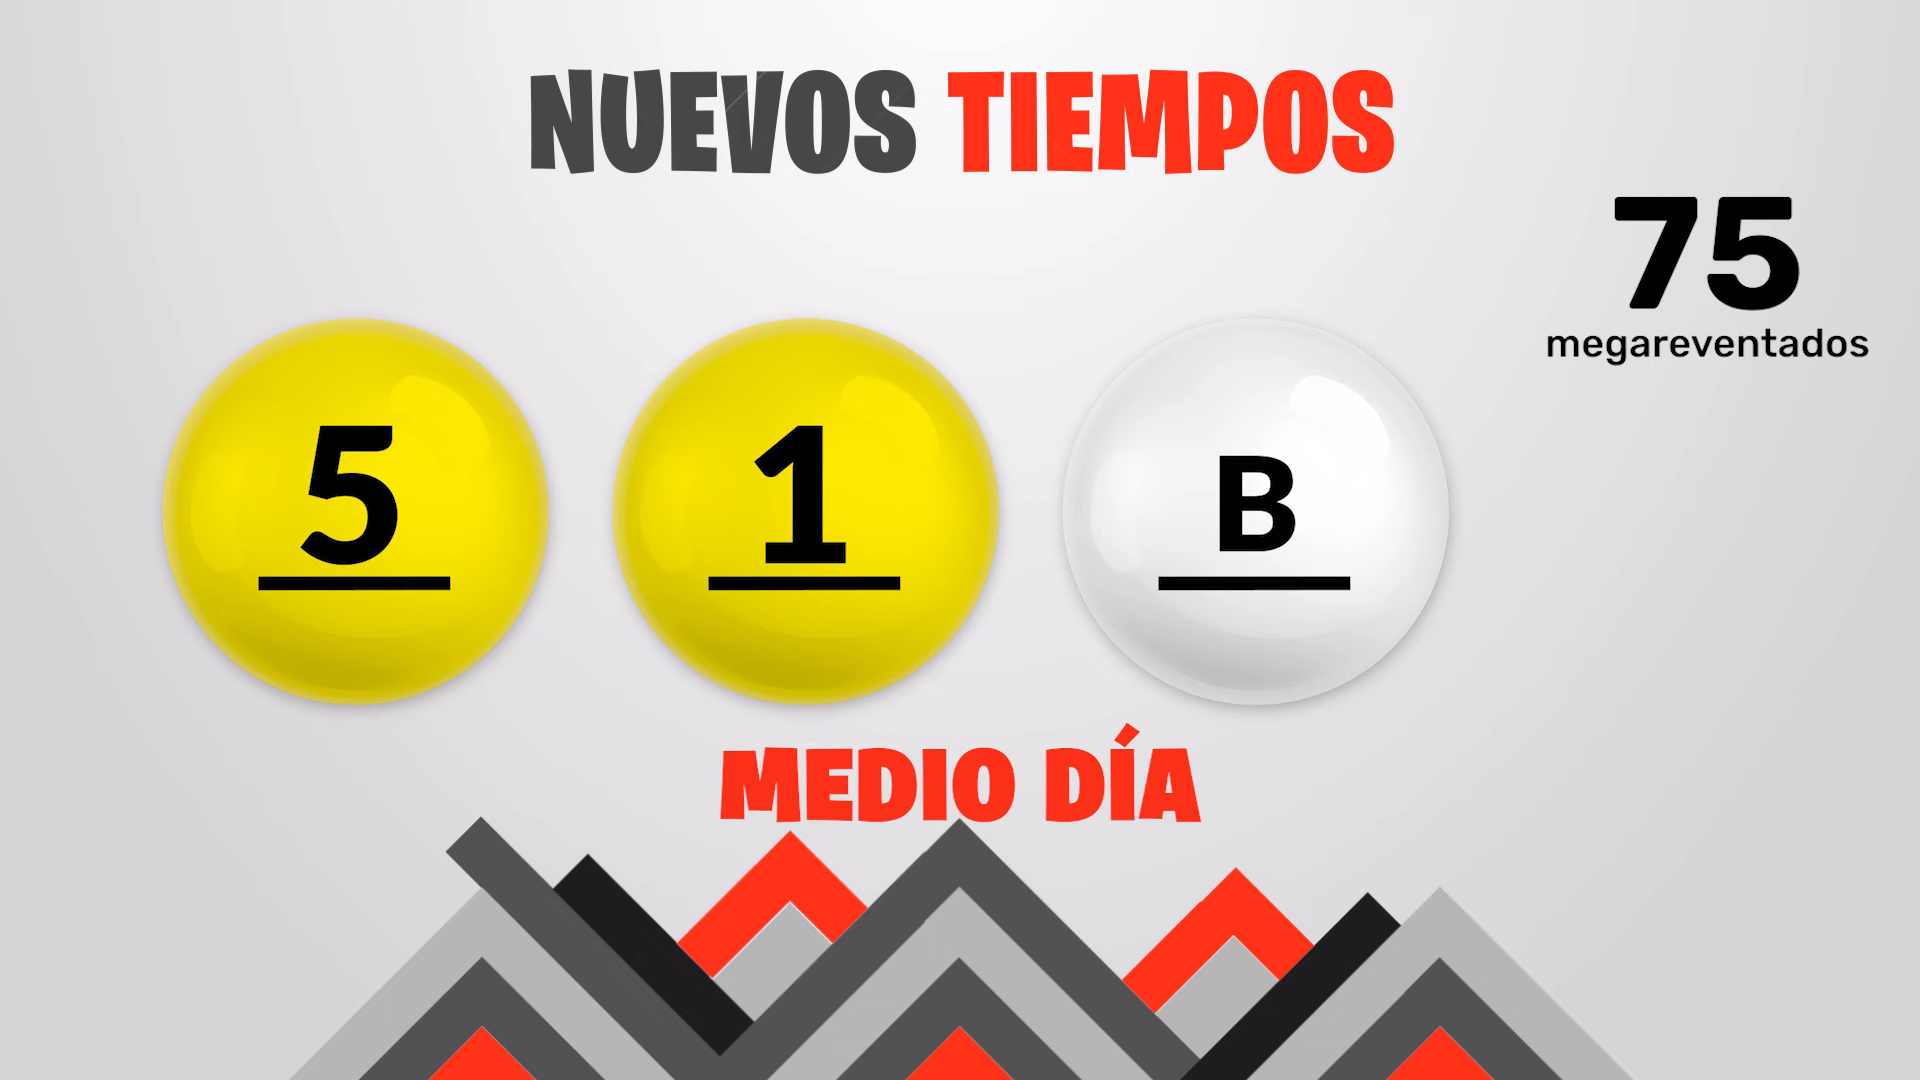 NUEVOS TIEMPOS
75
megareventados
5 1 B
MEDIO DÍA